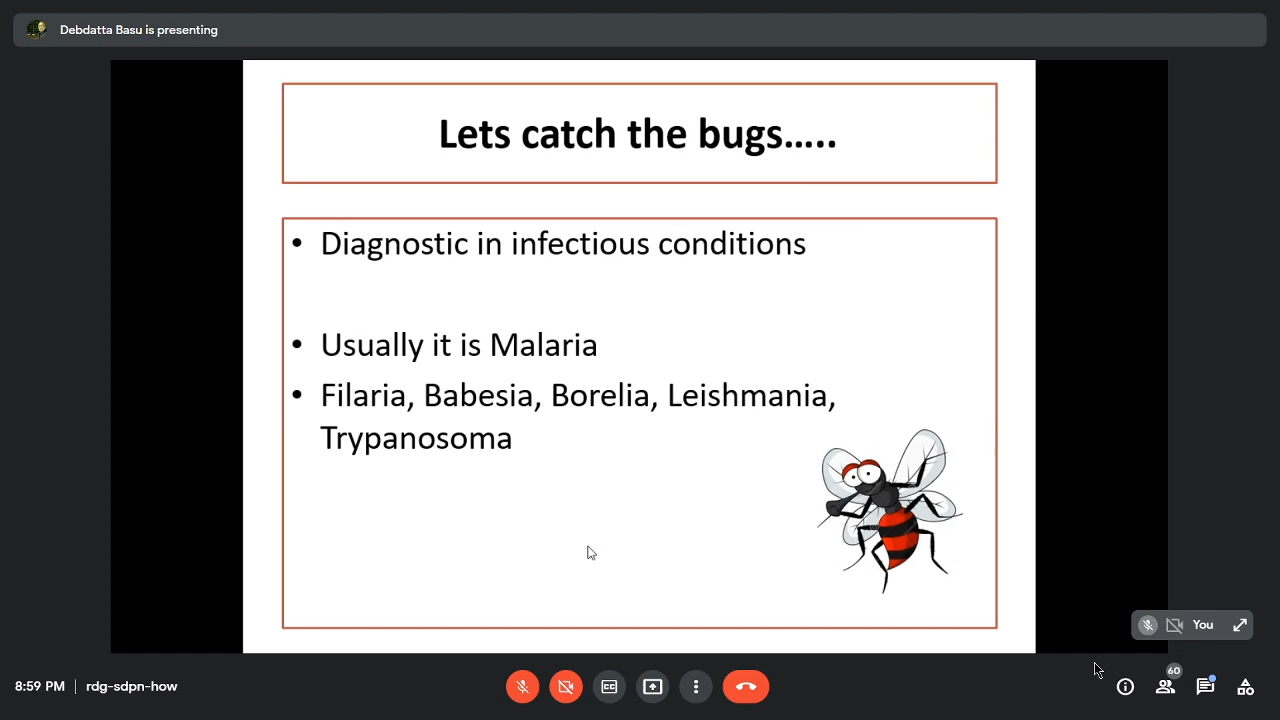 Debdatta Basu is presenting
Lets catch the bugs…..
• Diagnostic in infectious conditions
• Usually it is Malaria
• Filaria, Babesia, Borelia, Leishmania,
Trypanosoma
You
60
8:59 PM | rdg-sdpn-how
CC